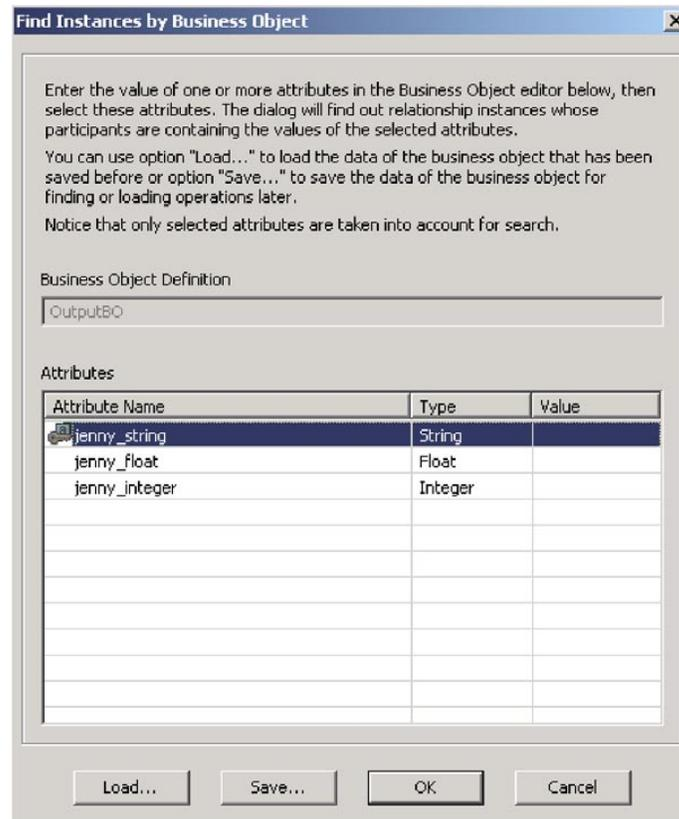 Find Instances by Business Object
Enter the value of one or more attributes in the Business Object editor below, then
select these attributes. The dialog will find out relationship instances whose
participants are containing the values of the selected attributes.
You can use option "Load..." to load the data of the business object that has been
saved before or option "Save..." to save the data of the business object for
finding or loading operations later.
Notice that only selected attributes are taken into account for search.
Business Object Definition
OutputBO
Attributes
Attribute Name Type Value
jenny_string String
jenny_float Float
jenny_integer Integer
Load... Save... OK Cancel